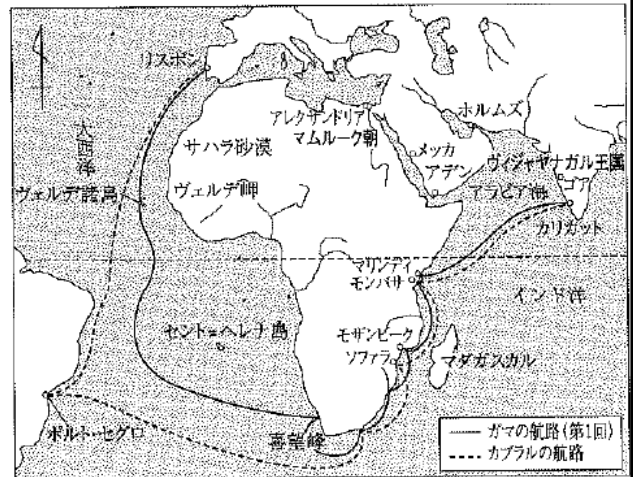 リスボン
大西洋
アレクサンドリア
マムルーク朝
ホルムズ
サハラ砂漠
メッカ
アデン
ヴィジャヤナガル王国
ゴア
アラビア海
ヴェルデ諸島
ヴェルデ岬
カリカット
マリンディ
モンバサ
インド洋
セント=ヘレナ島
モザンビーク
ソファラ
マダガスカル
ポルト・セグロ
喜望峰
ガマの航路(第1回)
カブラルの航路